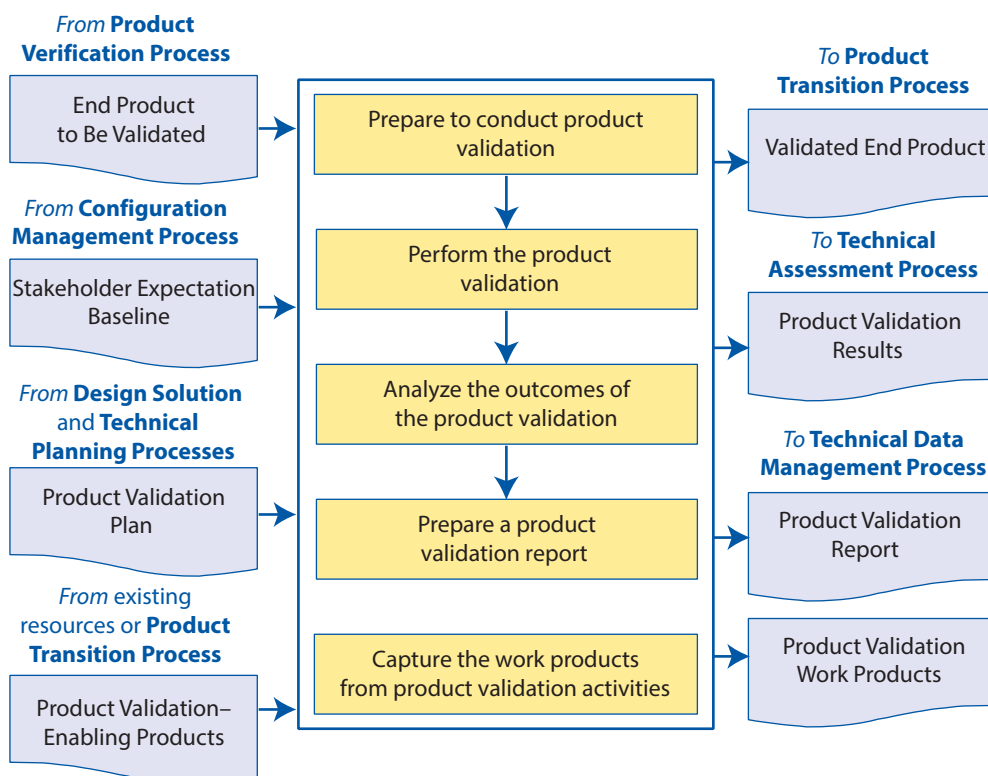 From Product
Verification Process
End Product
to Be Validated
From Configuration
Management Process
Stakeholder Expectation
Baseline
From Design Solution
and Technical
Planning Processes
Product Validation
Plan
From existing
resources or Product
Transition Process
Product Validation–
Enabling Products
Prepare to conduct product
validation
Perform the product
validation
Analyze the outcomes of
the product validation
Prepare a product
validation report
Capture the work products
from product validation activities
To Product
Transition Process
Validated End Product
To Technical
Assessment Process
Product Validation
Results
To Technical Data
Management Process
Product Validation
Report
Product Validation
Work Products